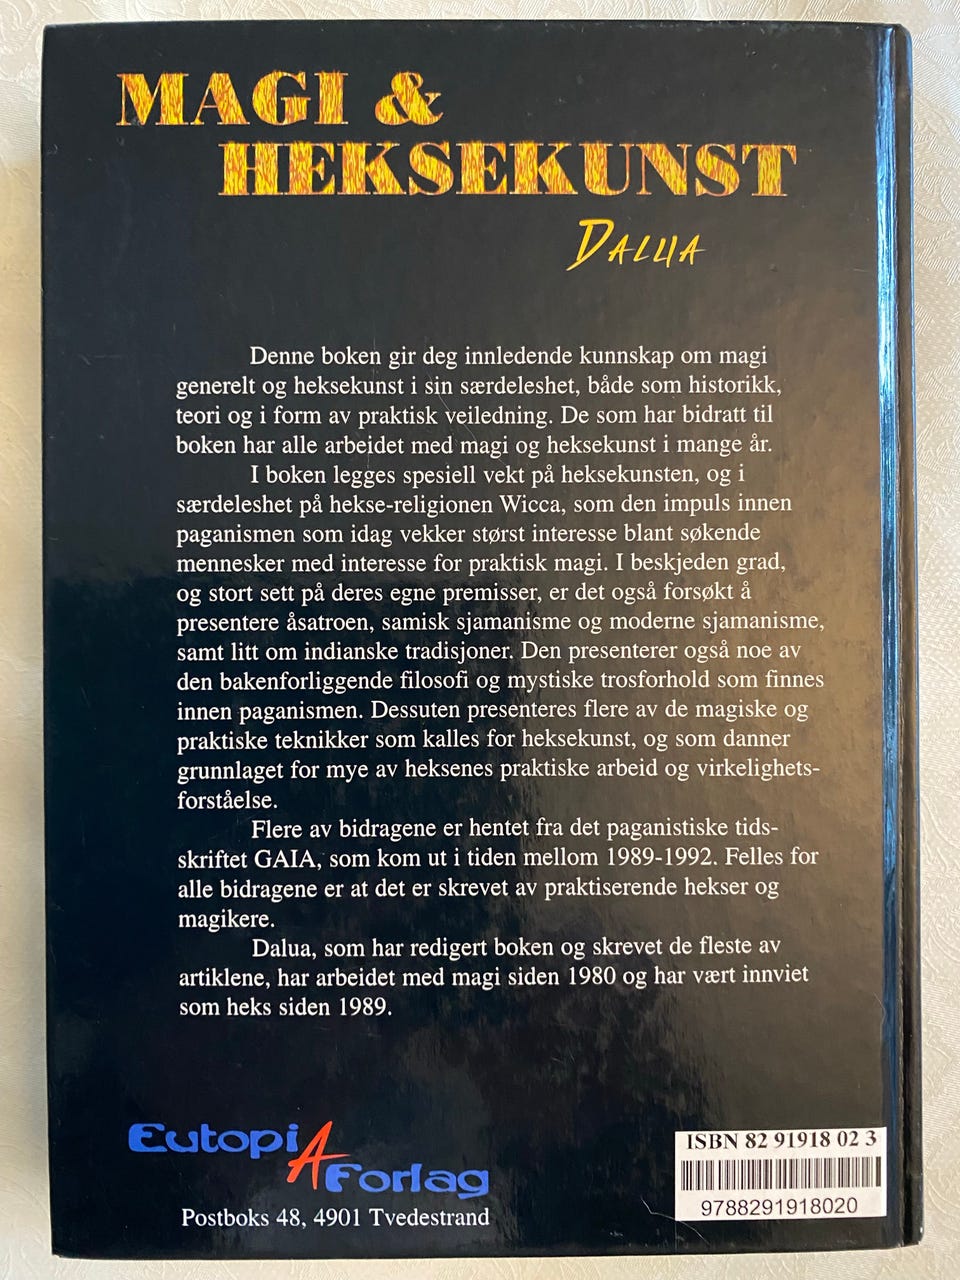 MAGI &
HEKSEKUNST
DALUA
Denne boken gir deg innledende kunnskap om magi
generelt og heksekunst i sin særdeleshet, både som historikk,
teori og i form av praktisk veiledning. De som har bidratt til
boken har alle arbeidet med magi og heksekunst i mange år.
I boken legges spesiell vekt på heksekunsten, og i
særdeleshet på hekse-religionen Wicca, som den impuls innen
paganismen som idag vekker størst interesse blant søkende
mennesker med interesse for praktisk magi. I beskjeden grad,
og stort sett på deres egne premisser, er det også forsøkt å
presentere åsatroen, samisk sjamanisme og moderne sjamanisme,
samt litt om indianske tradisjoner. Den presenterer også noe av
den bakenforliggende filosofi og mystiske trosforhold som finnes
innen paganismen. Dessuten presenteres flere av de magiske og
praktiske teknikker som kalles for heksekunst, og som danner
grunnlaget for mye av heksenes praktiske arbeid og virkelighets-
forståelse.
Flere av bidragene er hentet fra det paganistiske tids-
skriftet GAIA, som kom ut i tiden mellom 1989-1992. Felles for
alle bidragene er at det er skrevet av praktiserende hekser og
magikere.
Dalua, som har redigert boken og skrevet de fleste av
artiklene, har arbeidet med magi siden 1980 og har vært innviet
som heks siden 1989.
EutopiA
Forlag
Postboks 48, 4901 Tvedestrand
ISBN 82 91918 02 3
9788291918020